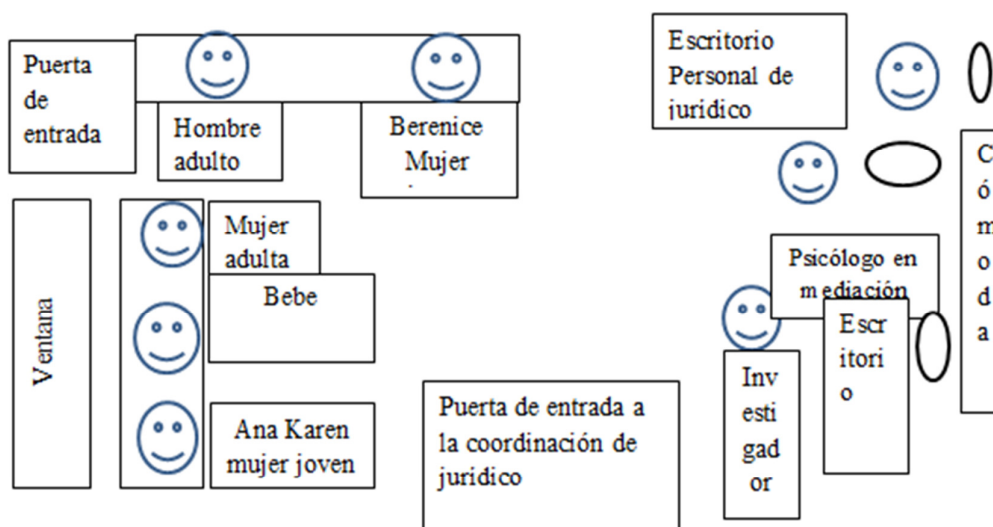 Puerta
de
entrada
Hombre
adulto
Berenice
Mujer
Escritorio
Personal de
juridico
Mujer
adulta
Bebe
Ventana
Ana Karen
mujer joven
Puerta de entrada a
la coordinación de
juridico
Psicólogo en
mediación
Inv
esti
gad
or
Escr
itori
o
C
ó
m
o
d
a